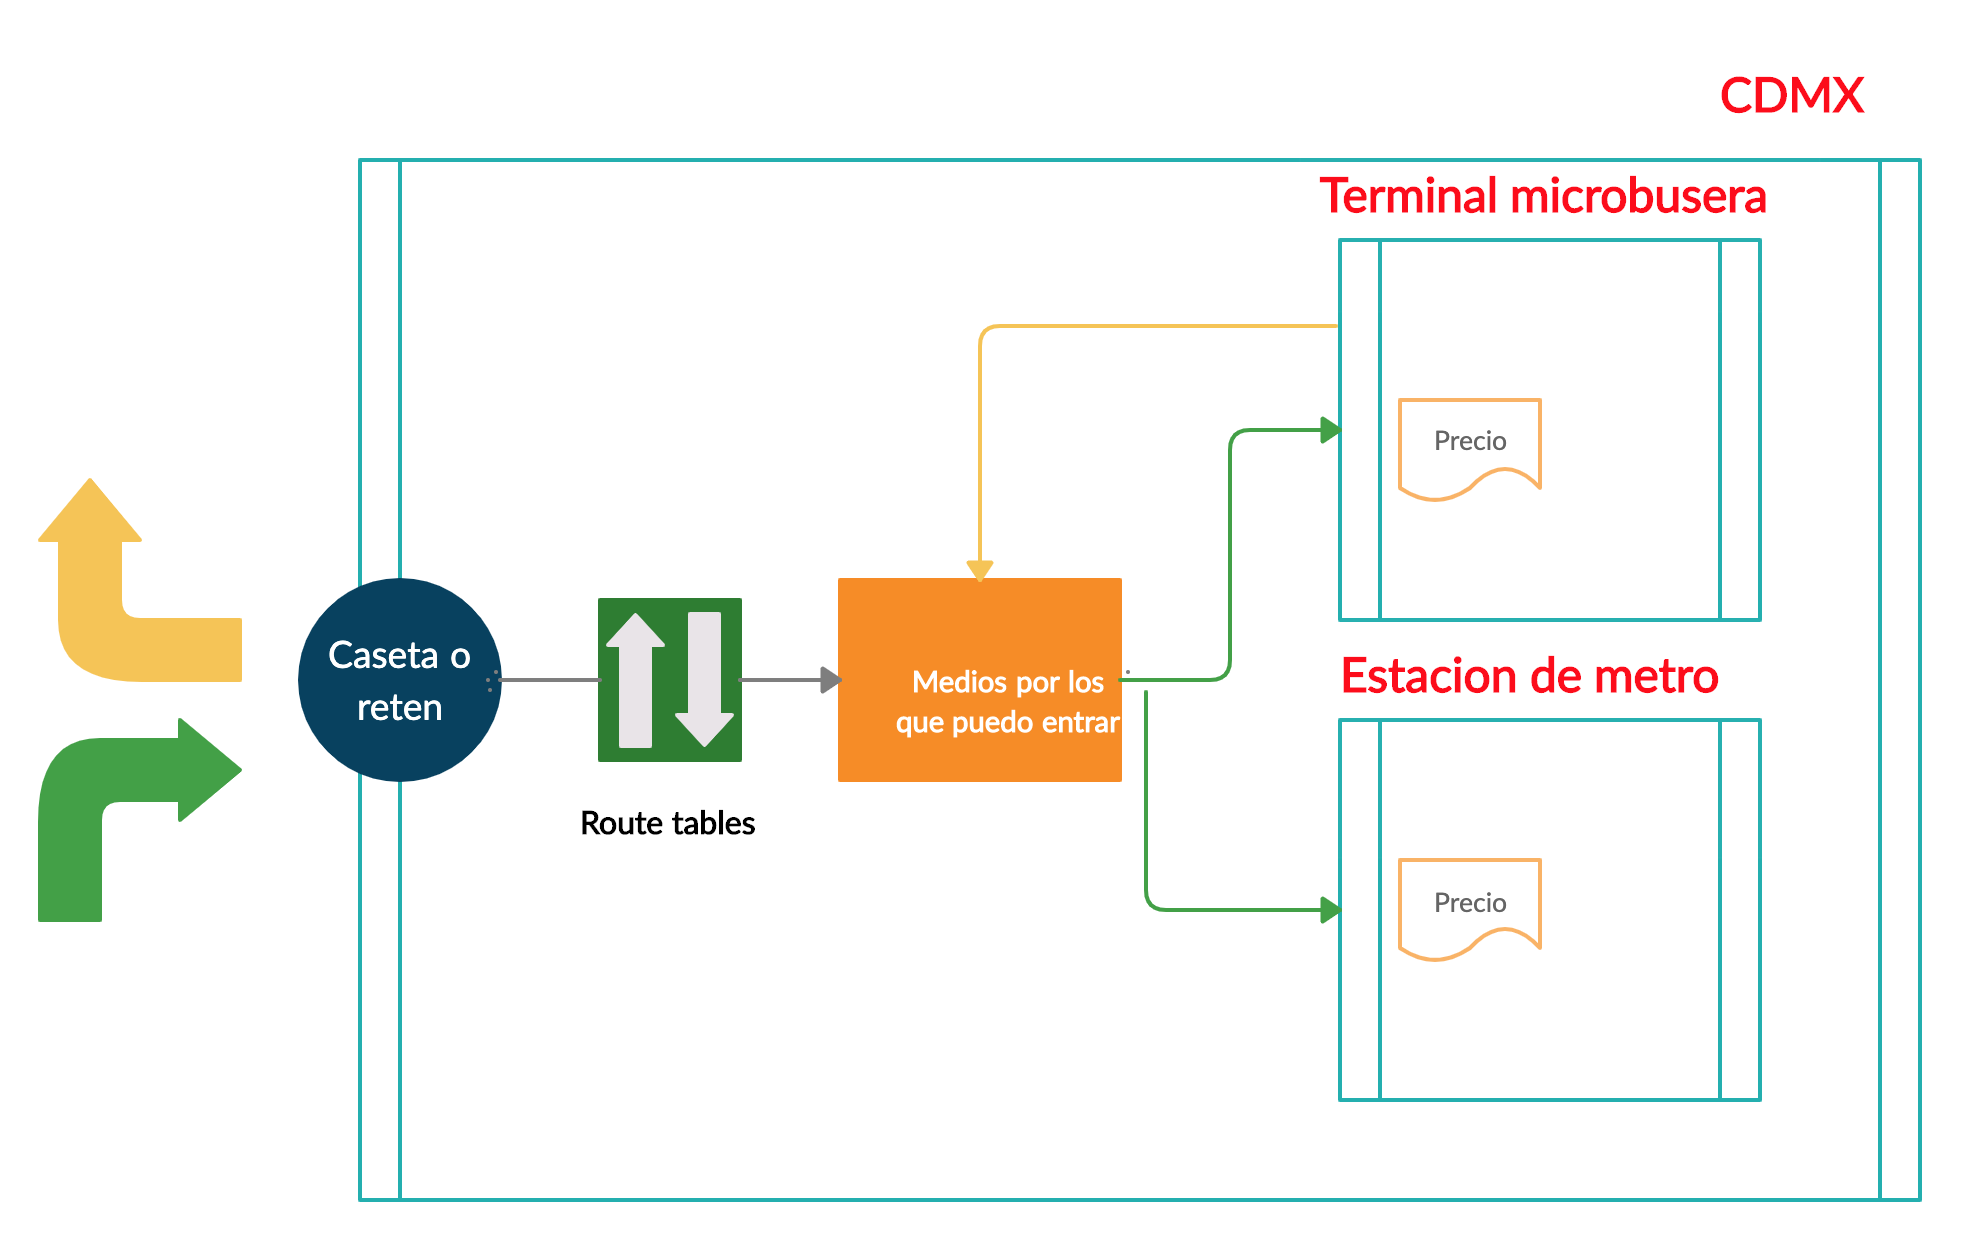 CDMX
Terminal microbusera
Precio
Caseta o
reten
Medios por los
que puedo entrar
Estacion de metro
Route tables
Precio